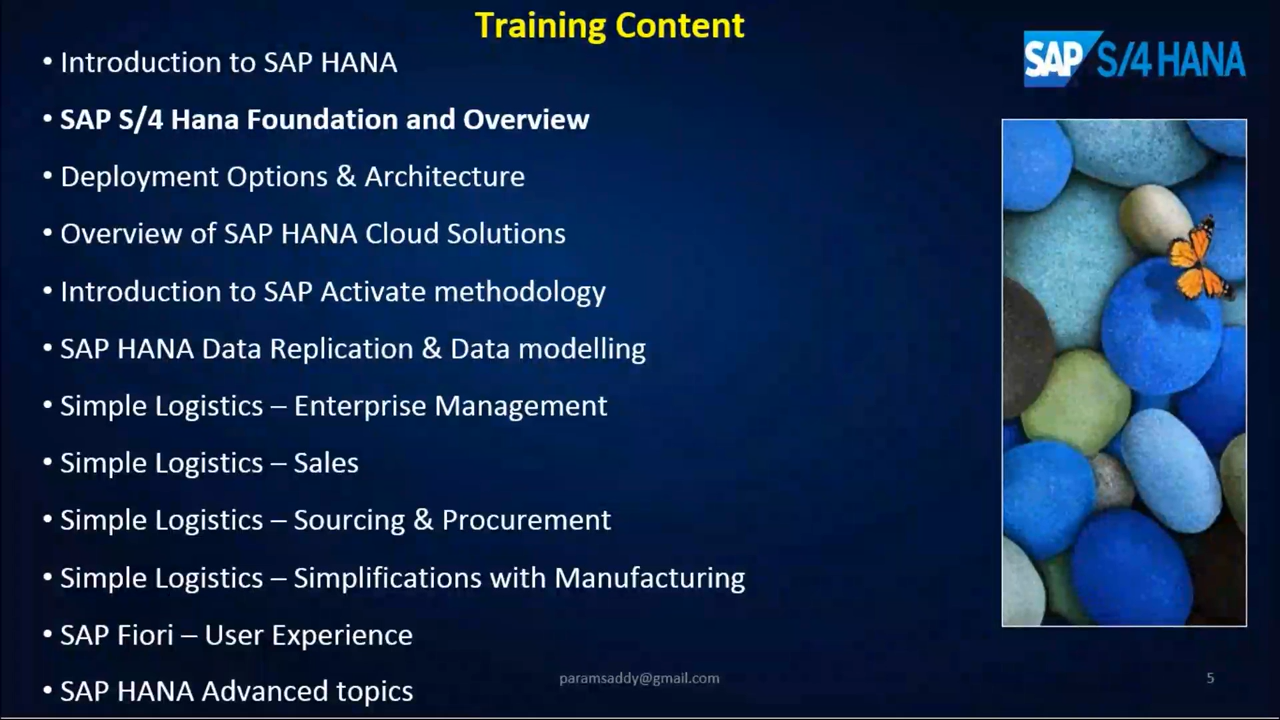 Training Content
• Introduction to SAP HANA
SAP S/4 HANA
• SAP S/4 Hana Foundation and Overview
• Deployment Options & Architecture
• Overview of SAP HANA Cloud Solutions
• Introduction to SAP Activate methodology
• SAP HANA Data Replication & Data modelling
• Simple Logistics – Enterprise Management
• Simple Logistics – Sales
• Simple Logistics – Sourcing & Procurement
• Simple Logistics – Simplifications with Manufacturing
• SAP Fiori – User Experience
• SAP HANA Advanced topics
paramsaddy@gmail.com
5